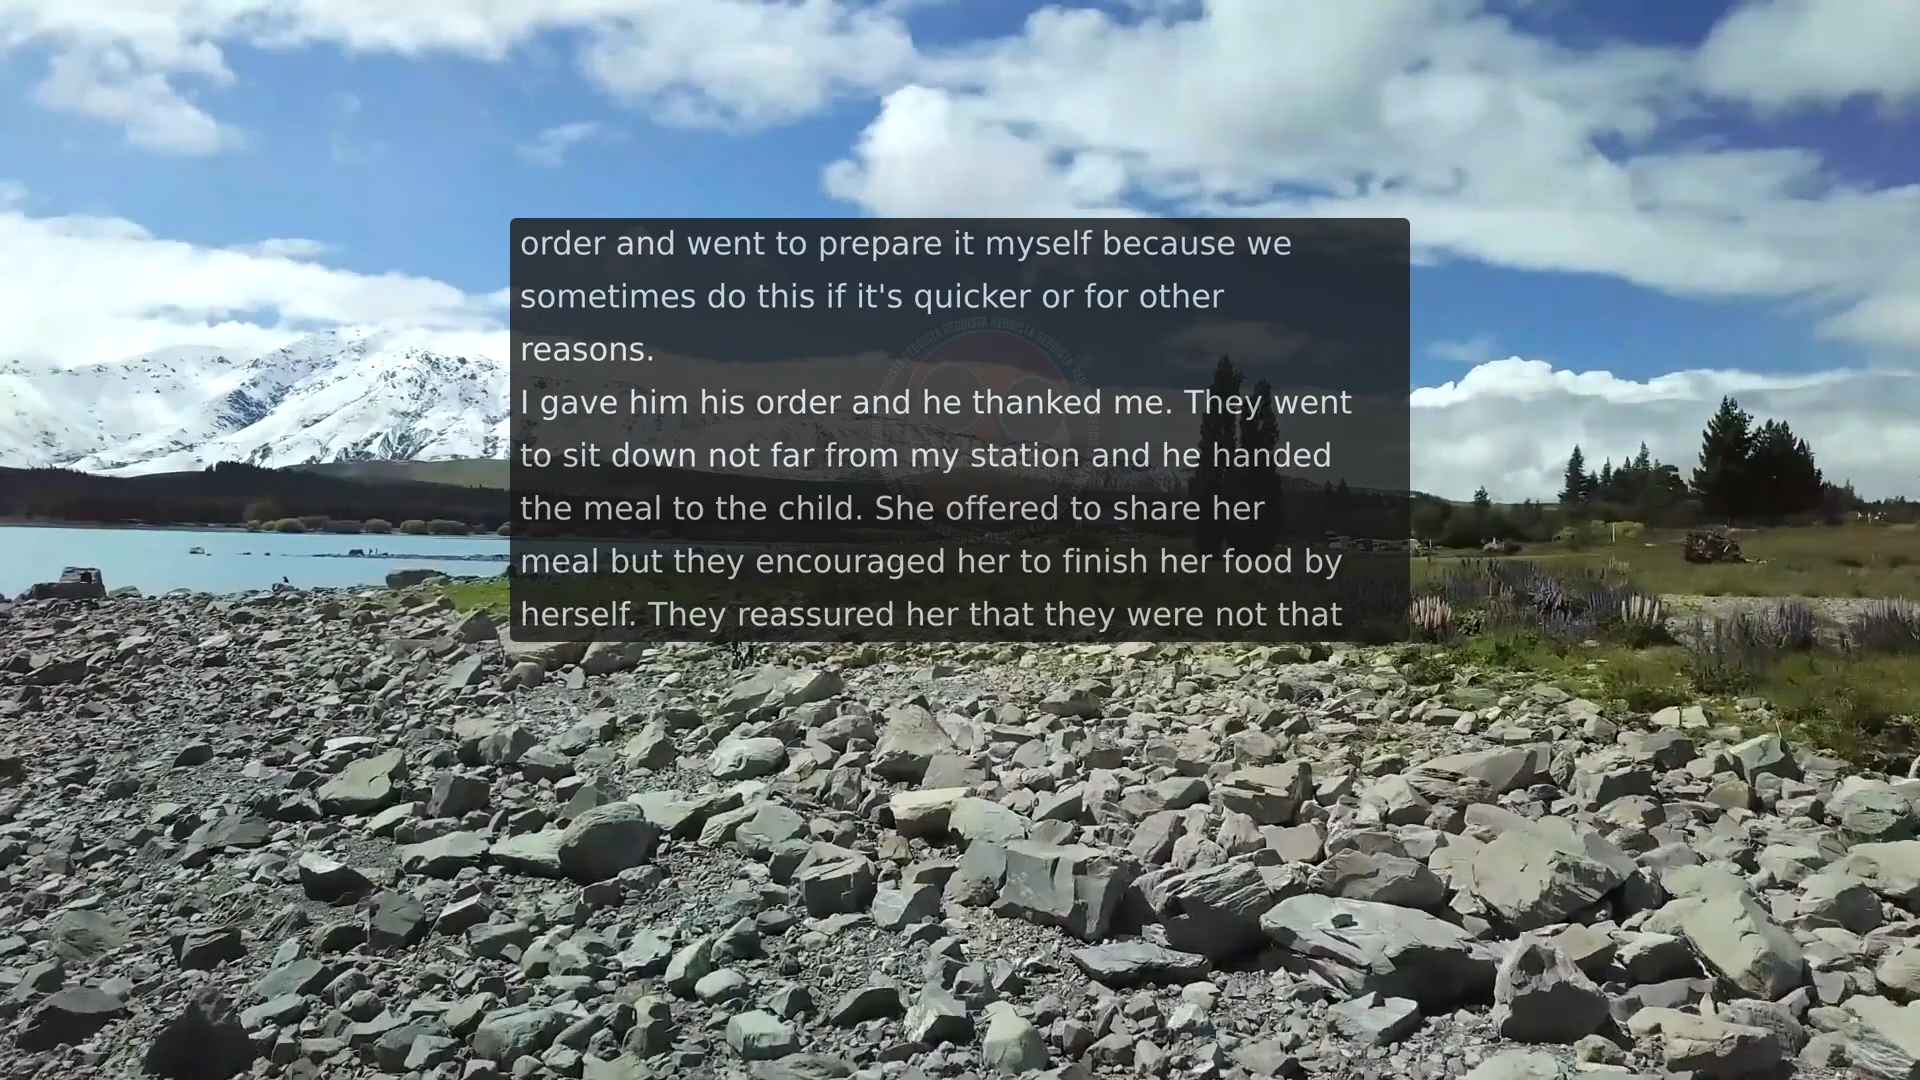 order and went to prepare it myself because we
sometimes do this if it's quicker or for other
reasons.
I gave him his order and he thanked me. They went
to sit down not far from my station and he handed
the meal to the child. She offered to share her
meal but they encouraged her to finish her food by
herself. They reassured her that they were not that
REDDISTA REDDISTA REDDISTA